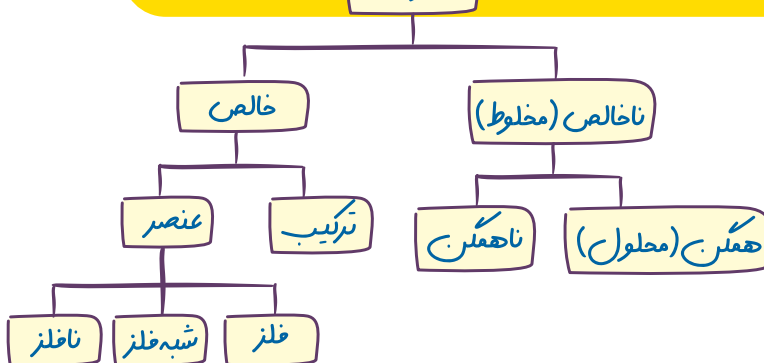 ناخالص (مخلوط)
خالص
همگن (محلول)
ناهمگن
ترکیب
عنصر
فلز
شبه فلز
نافلز